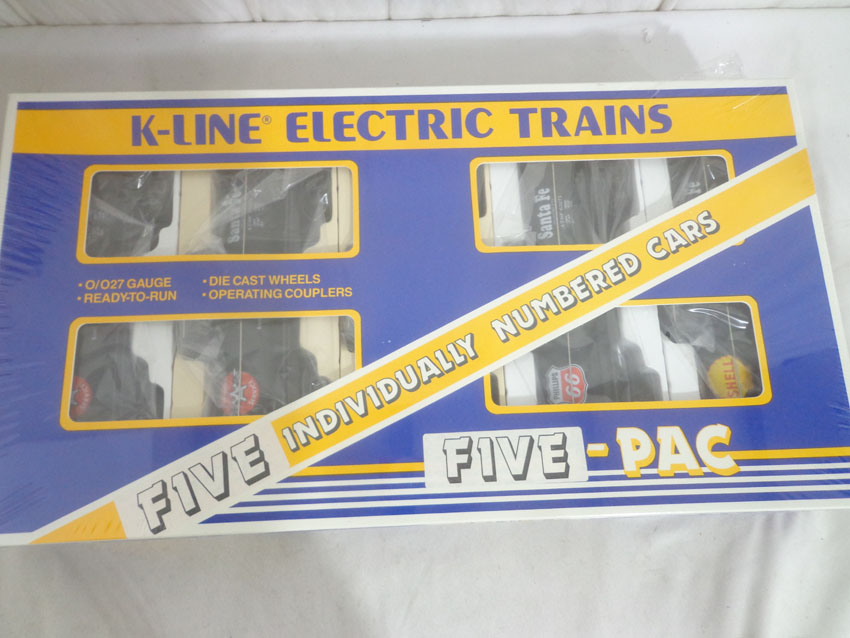 K-LINE® ELECTRIC TRAINS
Santa Fe
Santa Fe
• O/O27 GAUGE
• DIE CAST WHEELS
• READY-TO-RUN
• OPERATING COUPLERS
FIVE INDIVIDUALLY NUMBERED CARS
PHILLIPS
66
SHELL
FIVE-PAC